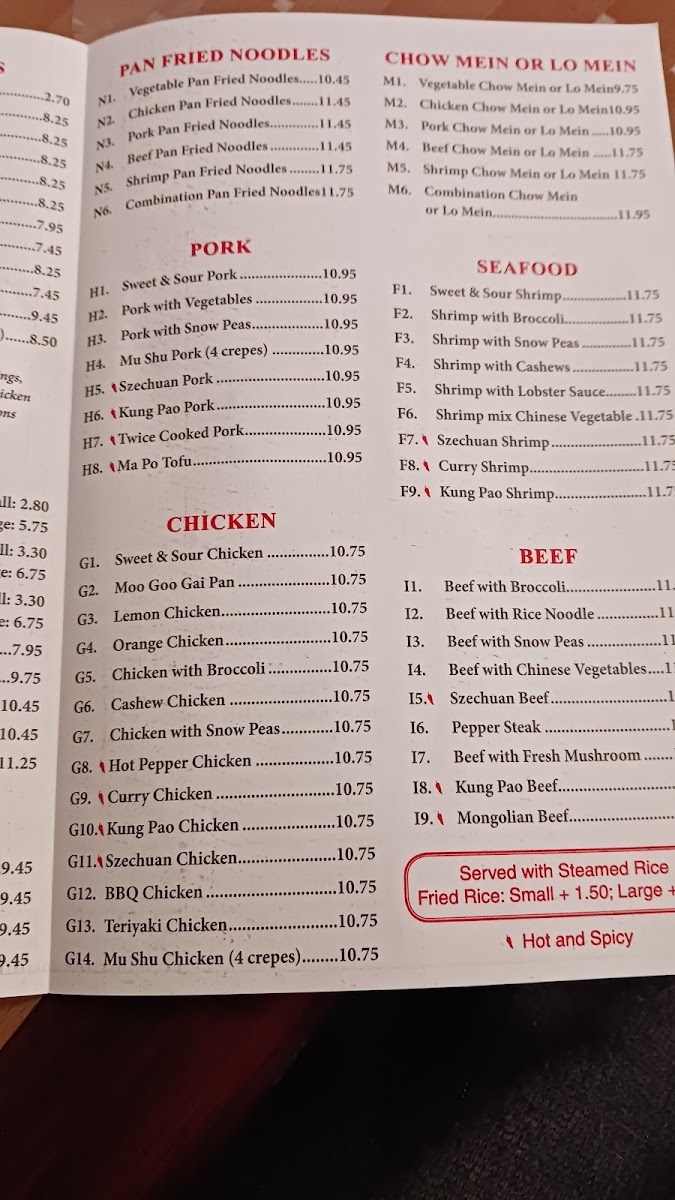 S
2.70
8.25
8.25
8.25
8.25
8.25
7.95
7.45
8.25
7.45
9.45
)......8.50
ngs,
icken
ons
all: 2.80
ge: 5.75
ll: 3.30
e: 6.75
l: 3.30
e: 6.75
...7.95
...9.75
10.45
10.45
11.25
9.45
9.45
9.45
9.45
PAN FRIED NOODLES
N1. Vegetable Pan Fried Noodles.....10.45
N2. Chicken Pan Fried Noodles.......11.45
N3. Pork Pan Fried Noodles.............11.45
N4. Beef Pan Fried Noodles .............11.45
N5. Shrimp Pan Fried Noodles ........11.75
N6. Combination Pan Fried Noodles11.75
PORK
H1. Sweet & Sour Pork ......................10.95
H2. Pork with Vegetables ..................10.95
H3. Pork with Snow Peas...................10.95
H4. Mu Shu Pork (4 crepes) ..............10.95
H5. Szechuan Pork .............................10.95
H6. Kung Pao Pork.............................10.95
H7. Twice Cooked Pork......................10.95
H8. Ma Po Tofu...................................10.95
CHICKEN
G1. Sweet & Sour Chicken ...............10.75
G2. Moo Goo Gai Pan ......................10.75
G3. Lemon Chicken..........................10.75
G4. Orange Chicken.........................10.75
G5. Chicken with Broccoli ...............10.75
G6. Cashew Chicken ........................10.75
G7. Chicken with Snow Peas............10.75
G8. Hot Pepper Chicken ..................10.75
G9. Curry Chicken ...........................10.75
G10. Kung Pao Chicken .....................10.75
G11. Szechuan Chicken.......................10.75
G12. BBQ Chicken ..............................10.75
G13. Teriyaki Chicken.........................10.75
G14. Mu Shu Chicken (4 crepes)........10.75
CHOW MEIN OR LO MEIN
M1. Vegetable Chow Mein or Lo Mein9.75
M2. Chicken Chow Mein or Lo Mein10.95
M3. Pork Chow Mein or Lo Mein .....10.95
M4. Beef Chow Mein or Lo Mein .....11.75
M5. Shrimp Chow Mein or Lo Mein 11.75
M6. Combination Chow Mein
or Lo Mein.................................11.95
SEAFOOD
F1. Sweet & Sour Shrimp..................11.75
F2. Shrimp with Broccoli..................11.75
F3. Shrimp with Snow Peas ..............11.75
F4. Shrimp with Cashews .................11.75
F5. Shrimp with Lobster Sauce.........11.75
F6. Shrimp mix Chinese Vegetable .11.75
F7. Szechuan Shrimp .........................11.75
F8. Curry Shrimp...............................11.75
F9. Kung Pao Shrimp.........................11.7
BEEF
I1. Beef with Broccoli........................11.
I2. Beef with Rice Noodle .................11
I3. Beef with Snow Peas ....................11
I4. Beef with Chinese Vegetables....1
I5. Szechuan Beef..............................1
I6. Pepper Steak ................................
I7. Beef with Fresh Mushroom .......
I8. Kung Pao Beef.............................
I9. Mongolian Beef...........................
Served with Steamed Rice
Fried Rice: Small + 1.50; Large +
Hot and Spicy